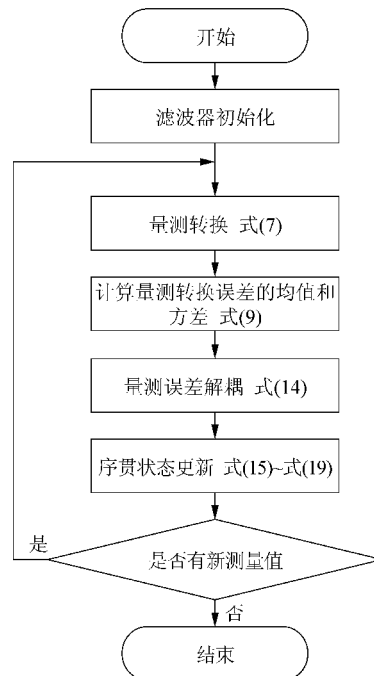 开始
滤波器初始化
量测转换 式(7)
计算量测转换误差的均值和
方差 式(9)
量测误差解耦 式(14)
序贯状态更新 式(15)~式(19)
是
是否有新测量值
否
结束